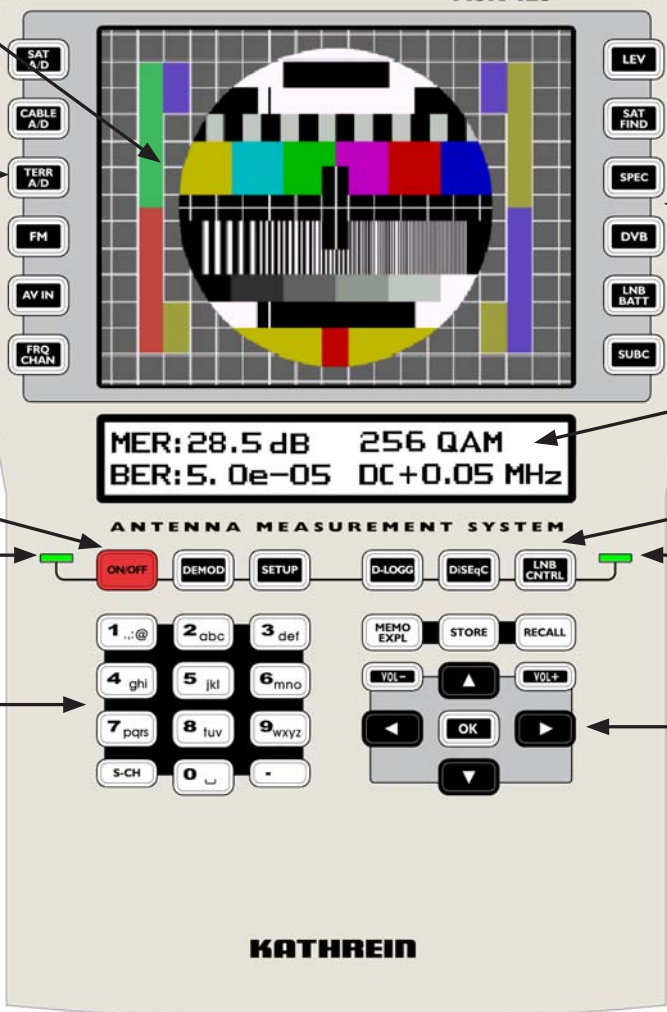 SAT A/D
CABLE A/D
TERR A/D
FM
AV IN
FRQ CHAN
LEV
SAT FIND
SPEC
DVB
LNB BATT
SUBC
MER:28.5 dB 256 QAM
BER:5. 0e-05 DC+0.05 MHz
ANTENNA MEASUREMENT SYSTEM
ON/OFF DEMOD SETUP D-LOGG DiSEqC LNB CNTRL
1 .,:@ 2 abc 3 def MEMO EXPL STORE RECALL
4 ghi 5 jkl 6 mno VOL- VOL+
7 pqrs 8 tuv 9 wxyz OK
S-CH 0 ⎵ -
KATHREIN